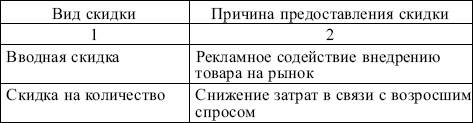 Вид скидки Причина предоставления скидки
1 2
Вводная скидка Рекламное содействие внедрению
товара на рынок
Скидка на количество Снижение затрат в связи с возросшим
спросом